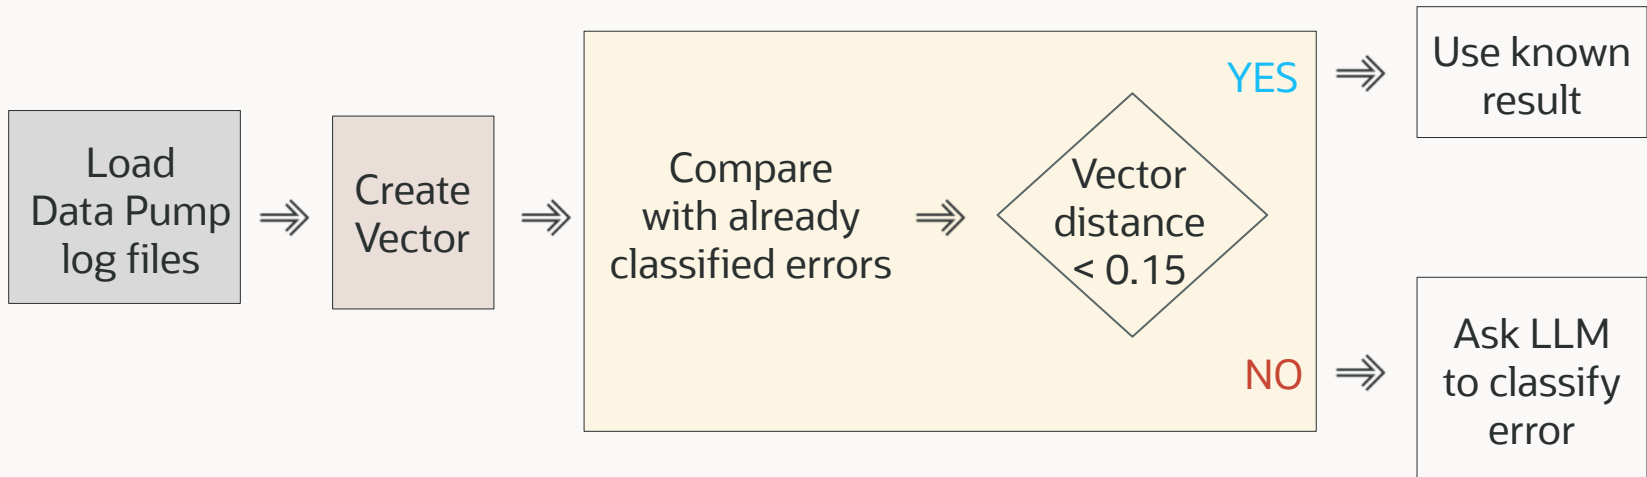 Load
Data Pump
log files
Create
Vector
Compare
with already
classified errors
Vector
distance
< 0.15
YES
Use known
result
NO
Ask LLM
to classify
error